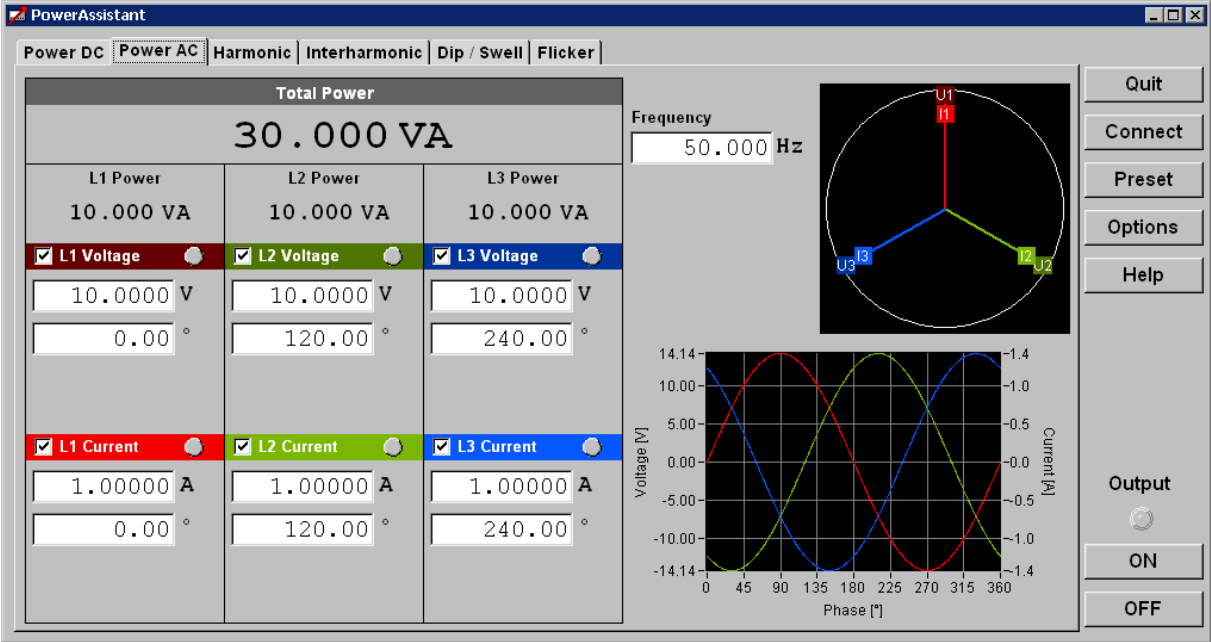 PowerAssistant
Power DC Power AC Harmonic Interharmonic Dip / Swell Flicker
Total Power
30.000 VA
L1 Power L2 Power L3 Power
10.000 VA 10.000 VA 10.000 VA
L1 Voltage L2 Voltage L3 Voltage
10.0000 V 10.0000 V 10.0000 V
0.00 ° 120.00 ° 240.00 °
L1 Current L2 Current L3 Current
1.00000 A 1.00000 A 1.00000 A
0.00 ° 120.00 ° 240.00 °
Frequency
50.000 Hz
U1
I1
U3 I3 I2 U2
14.14
10.00
5.00
0.00
-5.00
-10.00
-14.14
Voltage [V]
1.4
1.0
0.5
0.0
-0.5
-1.0
-1.4
Current [A]
0 45 90 135 180 225 270 315 360
Phase [°]
Quit
Connect
Preset
Options
Help
Output
ON
OFF